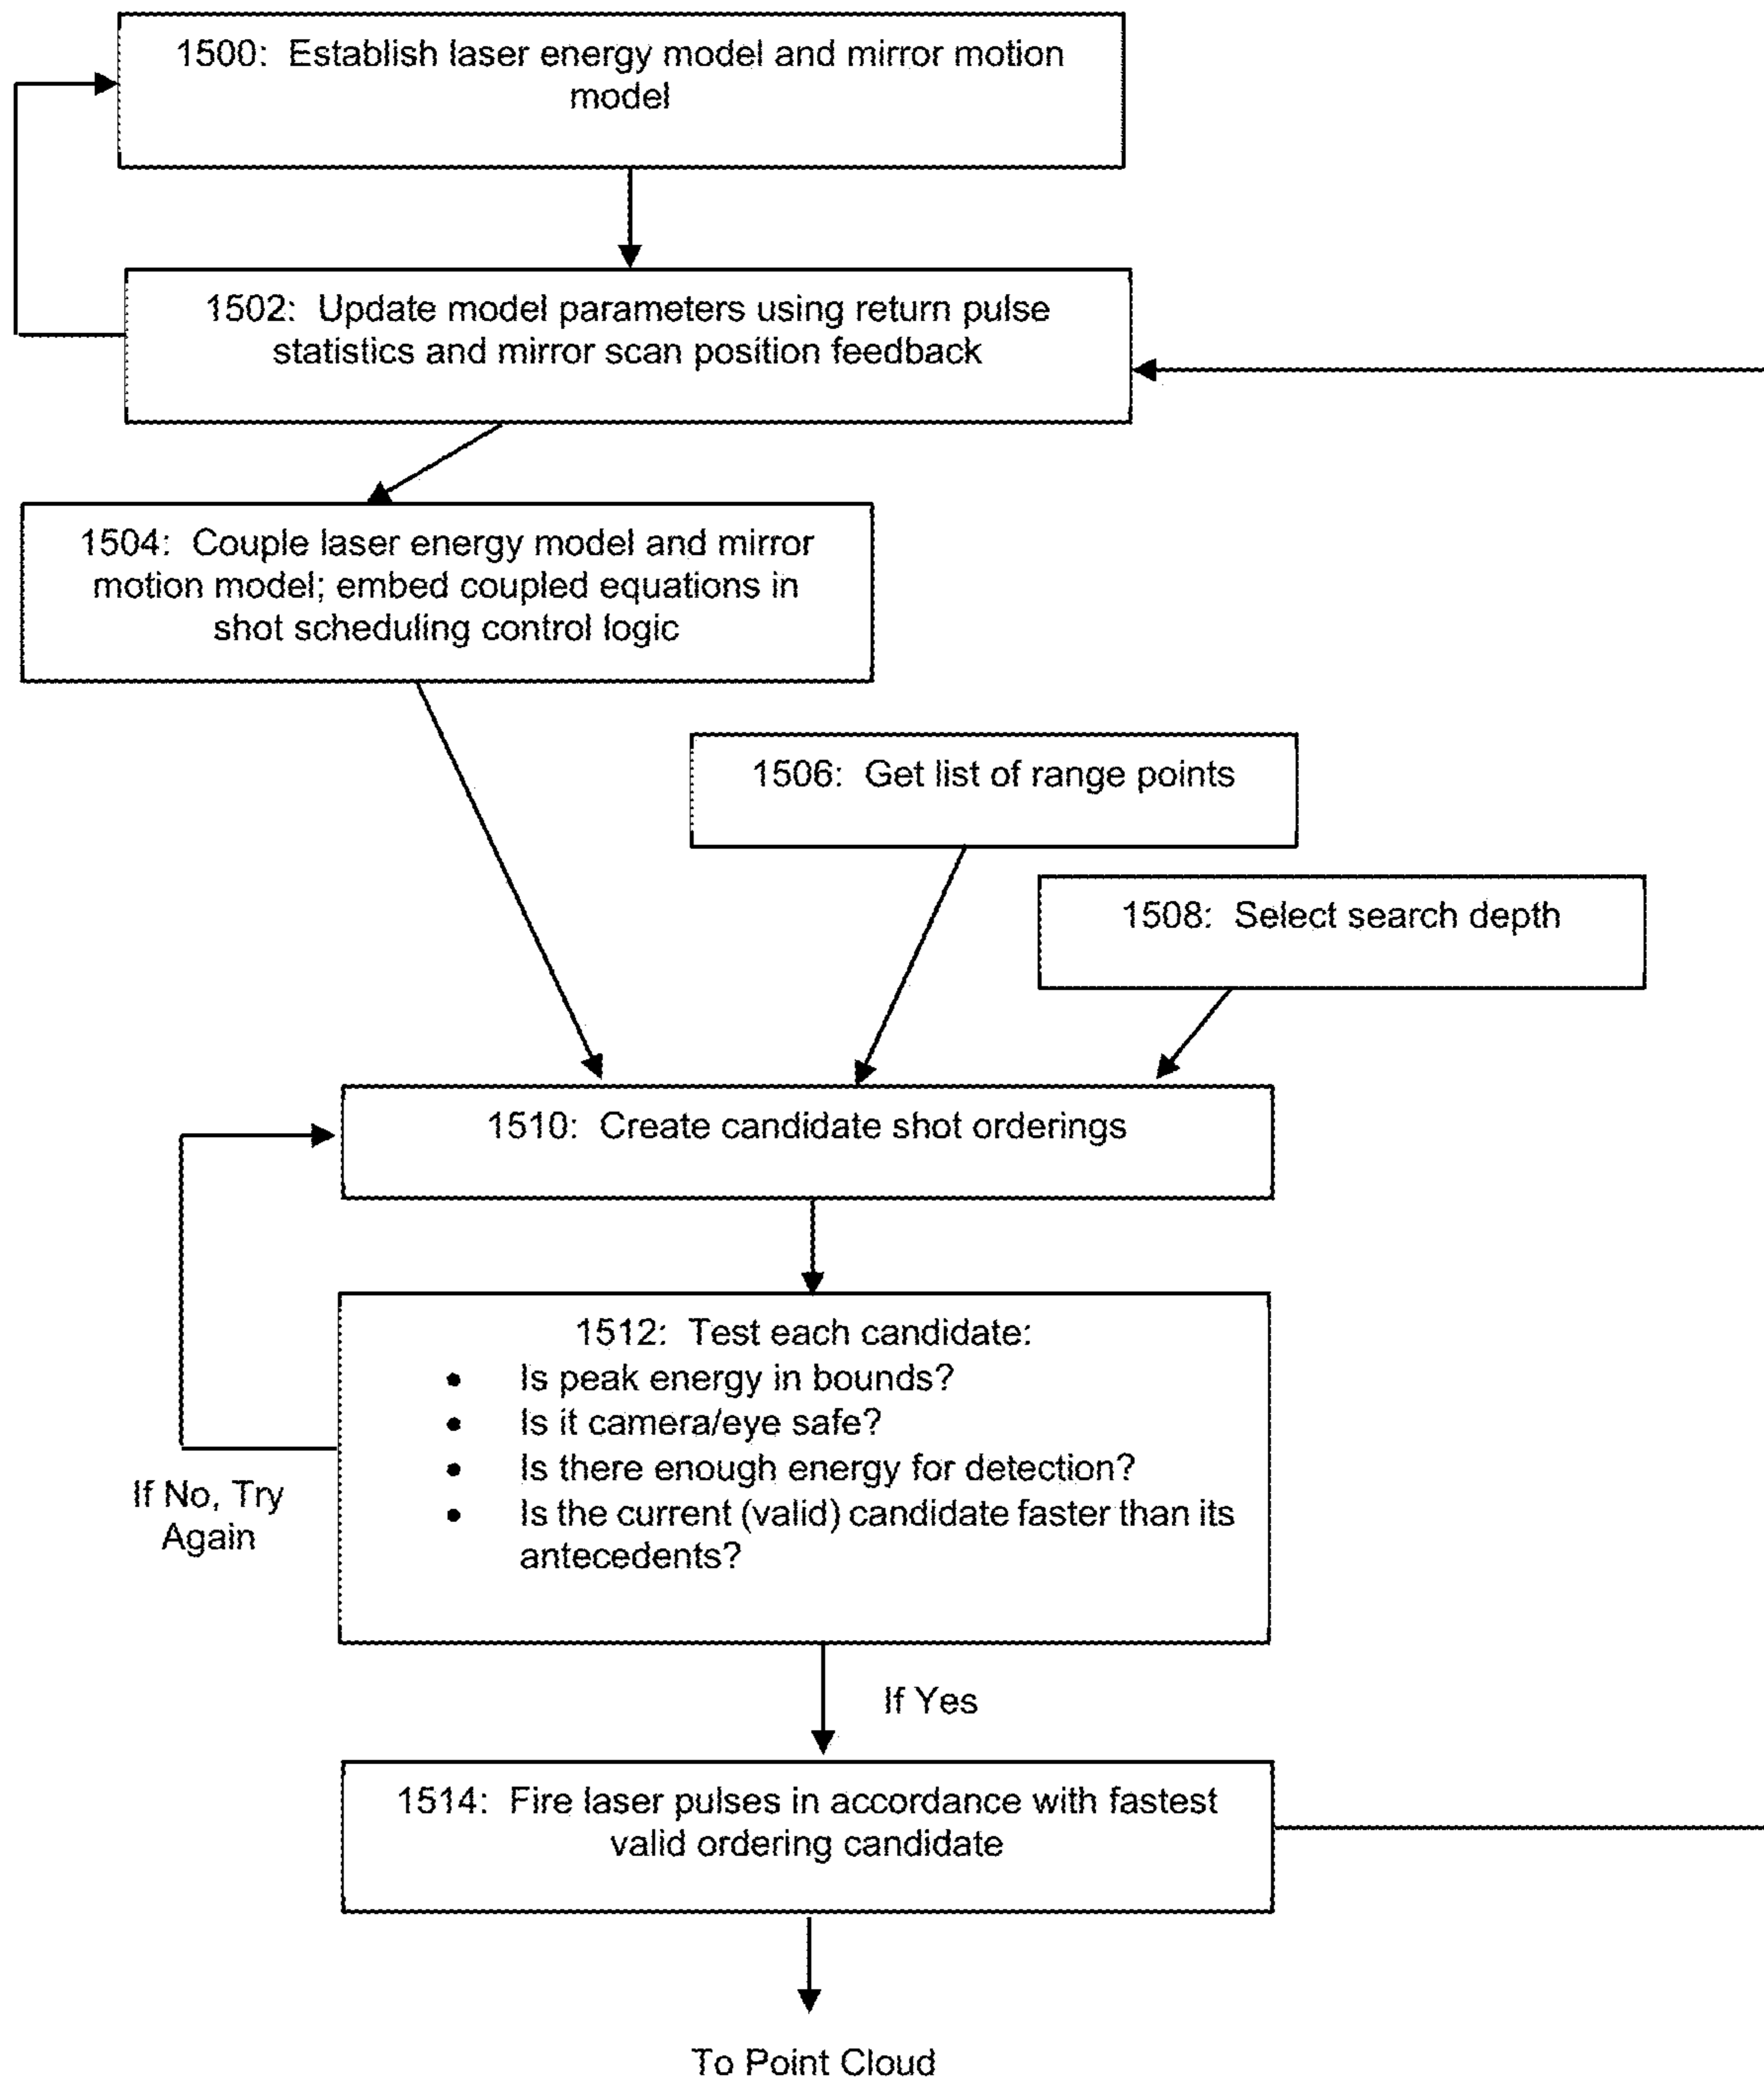 1500: Establish laser energy model and mirror motion
model
1502: Update model parameters using return pulse
statistics and mirror scan position feedback
1504: Couple laser energy model and mirror
motion model; embed coupled equations in
shot scheduling control logic
1506: Get list of range points
1508: Select search depth
1510: Create candidate shot orderings
1512: Test each candidate:
• Is peak energy in bounds?
• Is it camera/eye safe?
• Is there enough energy for detection?
• Is the current (valid) candidate faster than its
antecedents?
If No, Try
Again
If Yes
1514: Fire laser pulses in accordance with fastest
valid ordering candidate
To Point Cloud